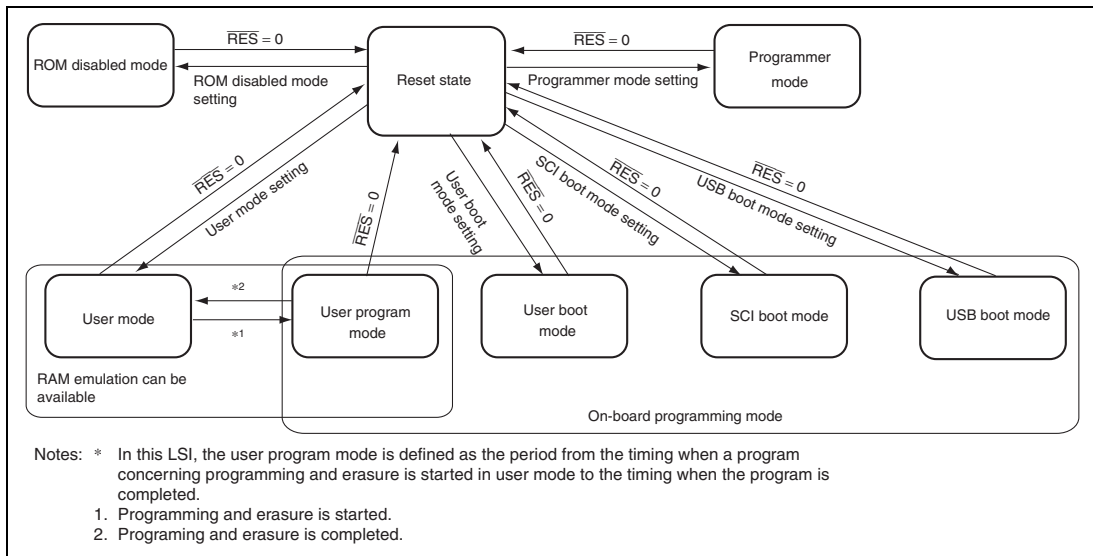 RES = 0
RES = 0
ROM disabled mode
ROM disabled mode
setting
Reset state
Programmer mode setting
Programmer
mode
RES = 0
User mode setting
RES = 0
User boot
mode setting
RES = 0
SCI boot mode setting
RES = 0
USB boot mode setting
RES = 0
User mode
*2
*1
User program
mode
User boot
mode
SCI boot mode
USB boot mode
RAM emulation can be
available
On-board programming mode
Notes: * In this LSI, the user program mode is defined as the period from the timing when a program
concerning programming and erasure is started in user mode to the timing when the program is
completed.
1. Programming and erasure is started.
2. Programing and erasure is completed.